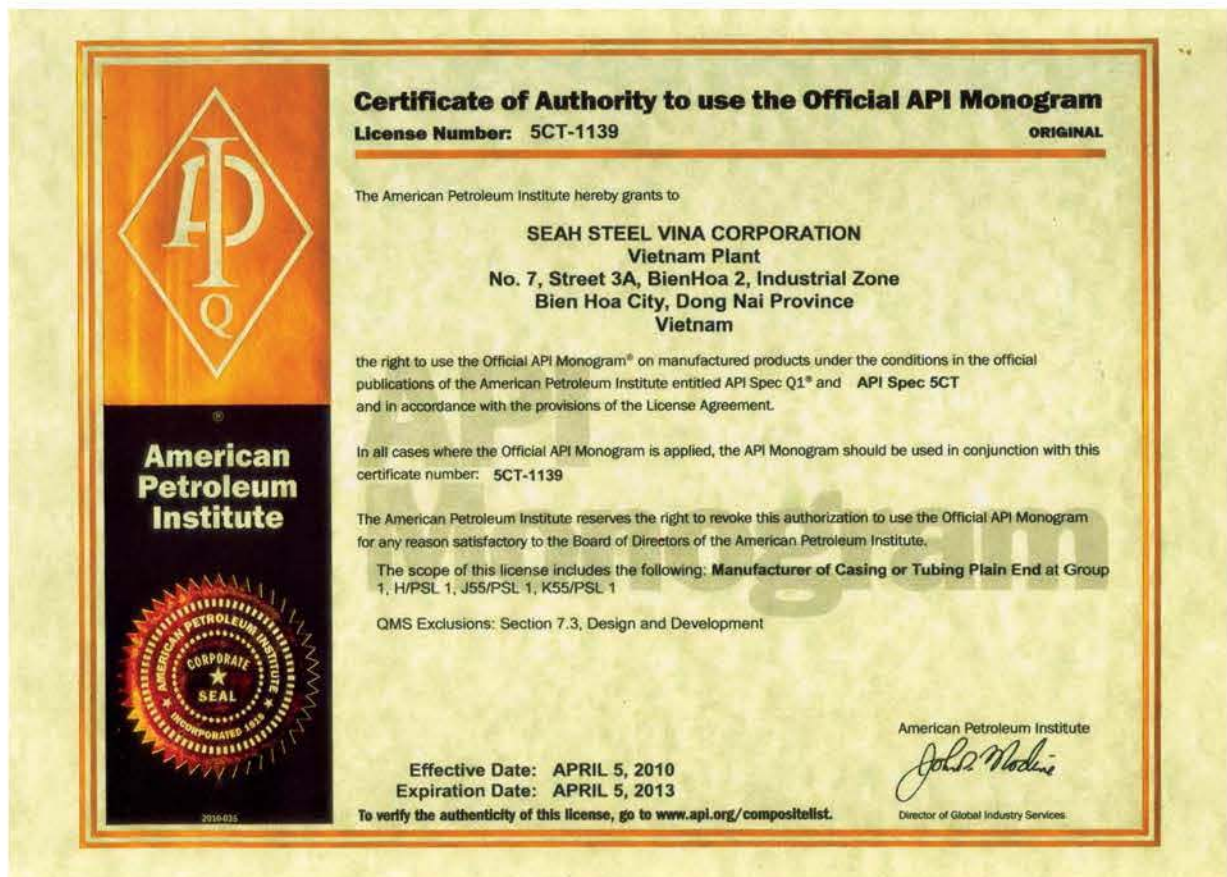 Certificate of Authority to use the Official API Monogram
License Number: 5CT-1139
ORIGINAL
The American Petroleum Institute hereby grants to
SEAH STEEL VINA CORPORATION
Vietnam Plant
No. 7, Street 3A, BienHoa 2, Industrial Zone
Bien Hoa City, Dong Nai Province
Vietnam
the right to use the Official API Monogram® on manufactured products under the conditions in the official
publications of the American Petroleum Institute entitled API Spec Q1® and API Spec 5CT
and in accordance with the provisions of the License Agreement.
In all cases where the Official API Monogram is applied, the API Monogram should be used in conjunction with this
certificate number: 5CT-1139
The American Petroleum Institute reserves the right to revoke this authorization to use the Official API Monogram
for any reason satisfactory to the Board of Directors of the American Petroleum Institute.
The scope of this license includes the following: Manufacturer of Casing or Tubing Plain End at Group
1, H/PSL 1, J55/PSL 1, K55/PSL 1
QMS Exclusions: Section 7.3, Design and Development
American Petroleum Institute
Effective Date: APRIL 5, 2010
Expiration Date: APRIL 5, 2013
To verify the authenticity of this license, go to www.api.org/compositelist.
Director of Global Industry Services
API
Q
®
American
Petroleum
Institute
AMERICAN PETROLEUM INSTITUTE
CORPORATE
SEAL
INCORPORATED 1919
2010-035
API
Monogram